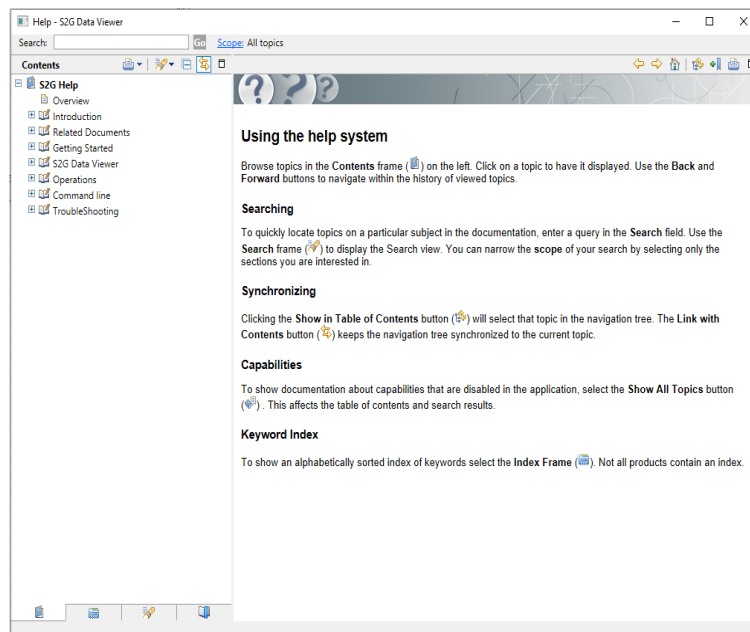 Help - S2G Data Viewer
Search:
Go
Scope: All topics
Contents
S2G Help
Overview
Introduction
Related Documents
Getting Started
S2G Data Viewer
Operations
Command line
TroubleShooting
Using the help system
Browse topics in the Contents frame ( ) on the left. Click on a topic to have it displayed. Use the Back and
Forward buttons to navigate within the history of viewed topics.
Searching
To quickly locate topics on a particular subject in the documentation, enter a query in the Search field. Use the
Search frame ( ) to display the Search view. You can narrow the scope of your search by selecting only the
sections you are interested in.
Synchronizing
Clicking the Show in Table of Contents button ( ) will select that topic in the navigation tree. The Link with
Contents button ( ) keeps the navigation tree synchronized to the current topic.
Capabilities
To show documentation about capabilities that are disabled in the application, select the Show All Topics button
( ) . This affects the table of contents and search results.
Keyword Index
To show an alphabetically sorted index of keywords select the Index Frame ( ). Not all products contain an index.